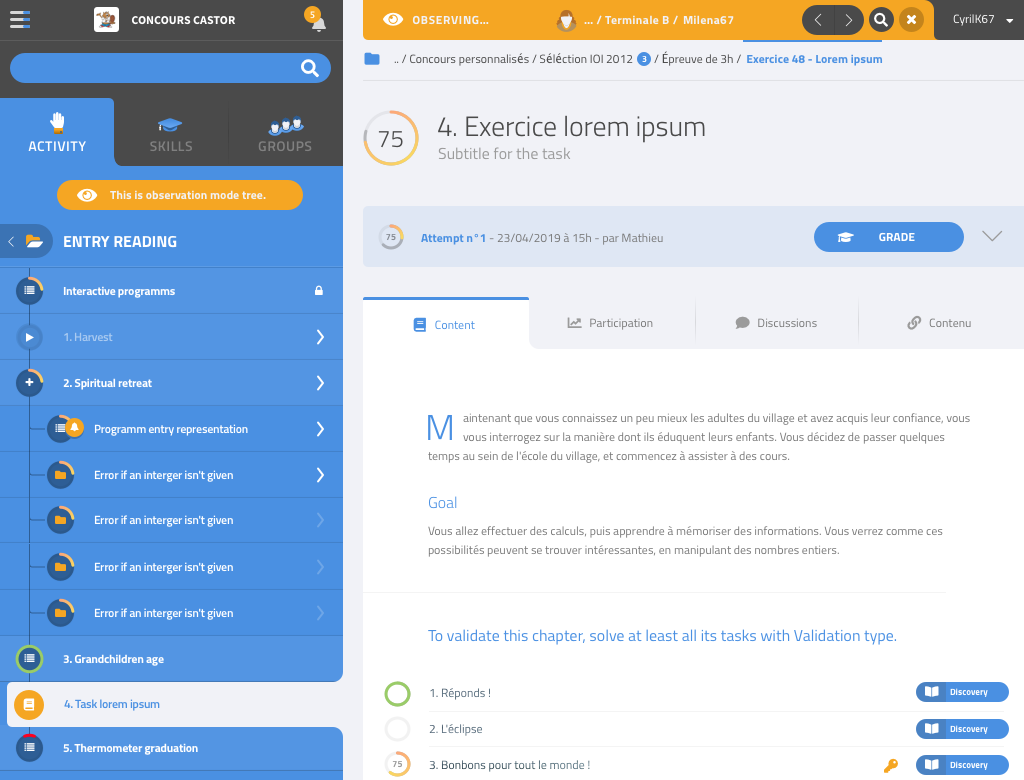 CONCOURS CASTOR
5
OBSERVING...
... / Terminale B / Milena67
CyrilK67
ACTIVITY
SKILLS
GROUPS
This is observation mode tree.
ENTRY READING
Interactive programms
1. Harvest
2. Spiritual retreat
Programm entry representation
Error if an interger isn't given
Error if an interger isn't given
Error if an interger isn't given
Error if an interger isn't given
3. Grandchildren age
4. Task lorem ipsum
5. Thermometer graduation
.. / Concours personnalisés / Séléction IOI 2012 3 / Épreuve de 3h / Exercice 48 - Lorem ipsum
75
4. Exercice lorem ipsum
Subtitle for the task
75
Attempt n°1 - 23/04/2019 à 15h - par Mathieu
GRADE
Content
Participation
Discussions
Contenu
Maintenant que vous connaissez un peu mieux les adultes du village et avez acquis leur confiance, vous
vous interrogez sur la manière dont ils éduquent leurs enfants. Vous décidez de passer quelques
temps au sein de l'école du village, et commencez à assister à des cours.
Goal
Vous allez effectuer des calculs, puis apprendre à mémoriser des informations. Vous verrez comme ces
possibilités peuvent se trouver intéressantes, en manipulant des nombres entiers.
To validate this chapter, solve at least all its tasks with Validation type.
1. Réponds !
Discovery
2. L'éclipse
Discovery
75
3. Bonbons pour tout le monde !
Discovery